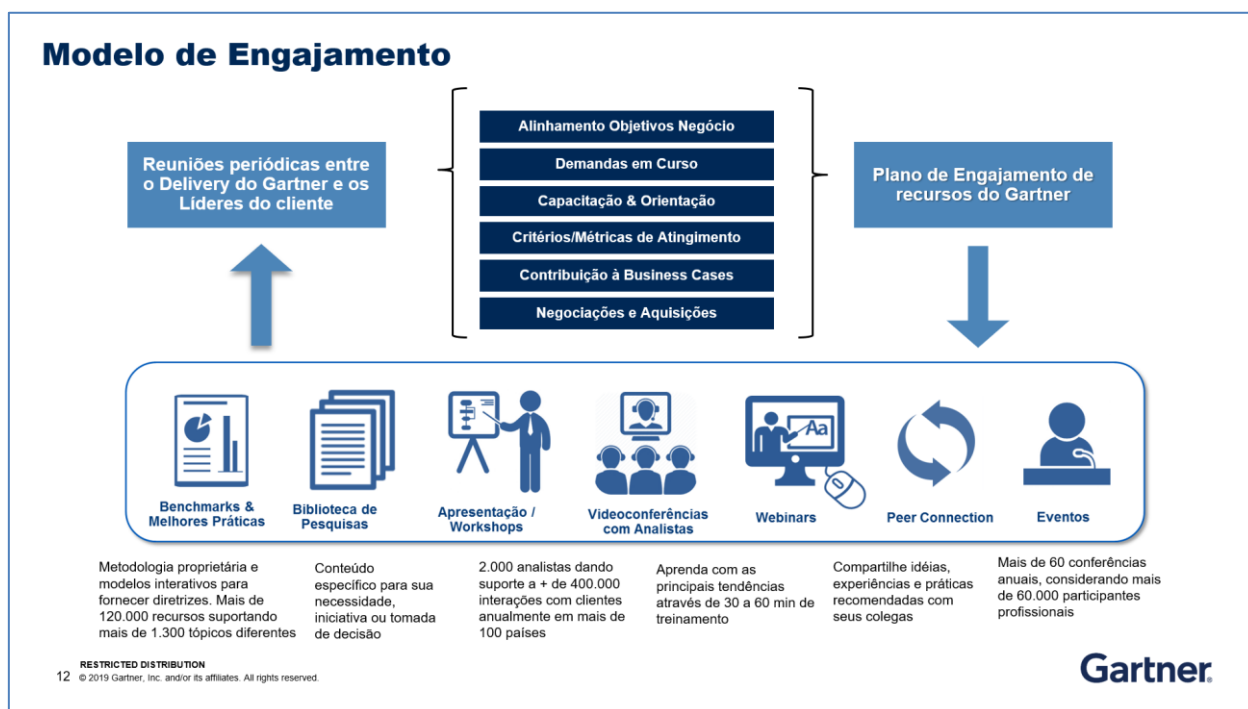 Modelo de Engajamento
Reuniões periódicas entre
o Delivery do Gartner e os
Líderes do cliente
Alinhamento Objetivos Negócio
Demandas em Curso
Capacitação & Orientação
Critérios/Métricas de Atingimento
Contribuição à Business Cases
Negociações e Aquisições
Plano de Engajamento de
recursos do Gartner
Aa
Benchmarks &
Melhores Práticas
Biblioteca de
Pesquisas
Apresentação /
Workshops
Videoconferências
com Analistas
Webinars
Peer Connection
Eventos
Metodologia proprietária e
modelos interativos para
fornecer diretrizes. Mais de
120.000 recursos suportando
mais de 1.300 tópicos diferentes
Conteúdo
específico para sua
necessidade,
iniciativa ou tomada
de decisão
2.000 analistas dando
suporte a + de 400.000
interações com clientes
anualmente em mais de
100 países
Aprenda com as
principais tendências
através de 30 a 60 min de
treinamento
Compartilhe idéias,
experiências e práticas
recomendadas com
seus colegas
Mais de 60 conferências
anuais, considerando mais
de 60.000 participantes
profissionais
RESTRICTED DISTRIBUTION
12 © 2019 Gartner, Inc. and/or its affiliates. All rights reserved.
Gartner.